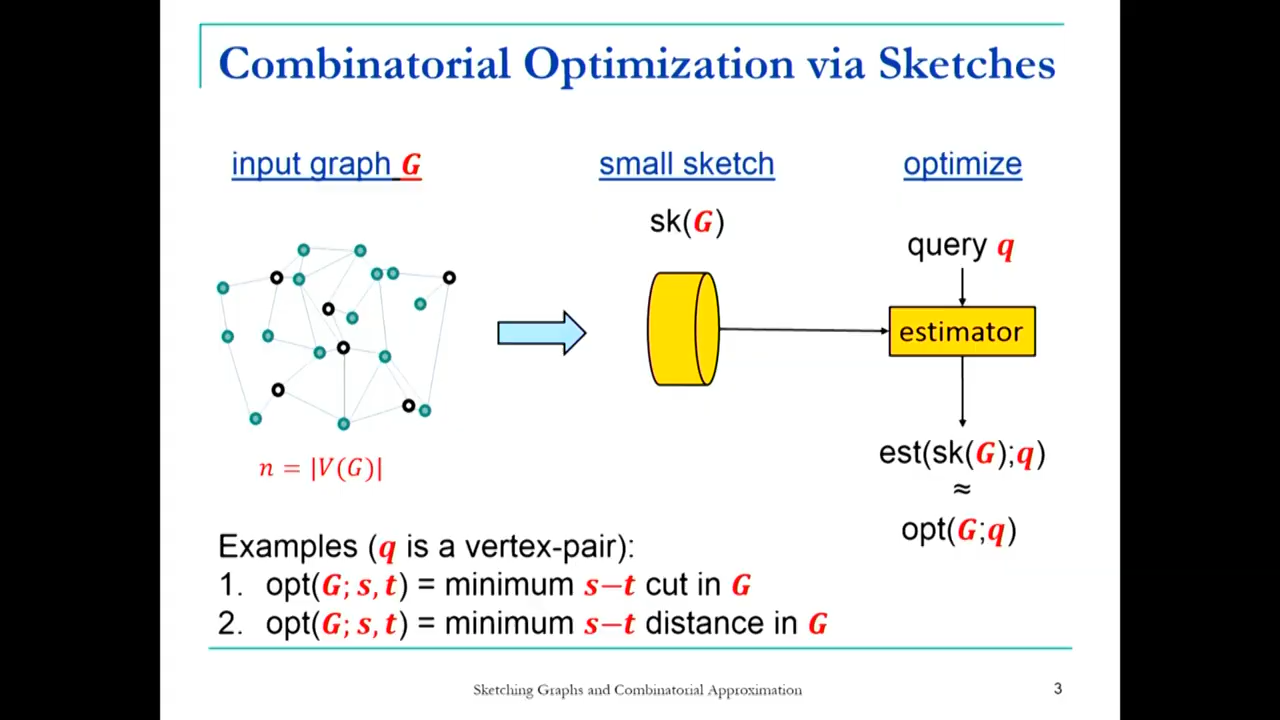 Combinatorial Optimization via Sketches
input graph G
small sketch
optimize
sk(G)
query q
estimator
n = |V(G)|
est(sk(G);q)
≈
opt(G;q)
Examples (q is a vertex-pair):
1. opt(G; s, t) = minimum s−t cut in G
2. opt(G; s, t) = minimum s−t distance in G
Sketching Graphs and Combinatorial Approximation
3